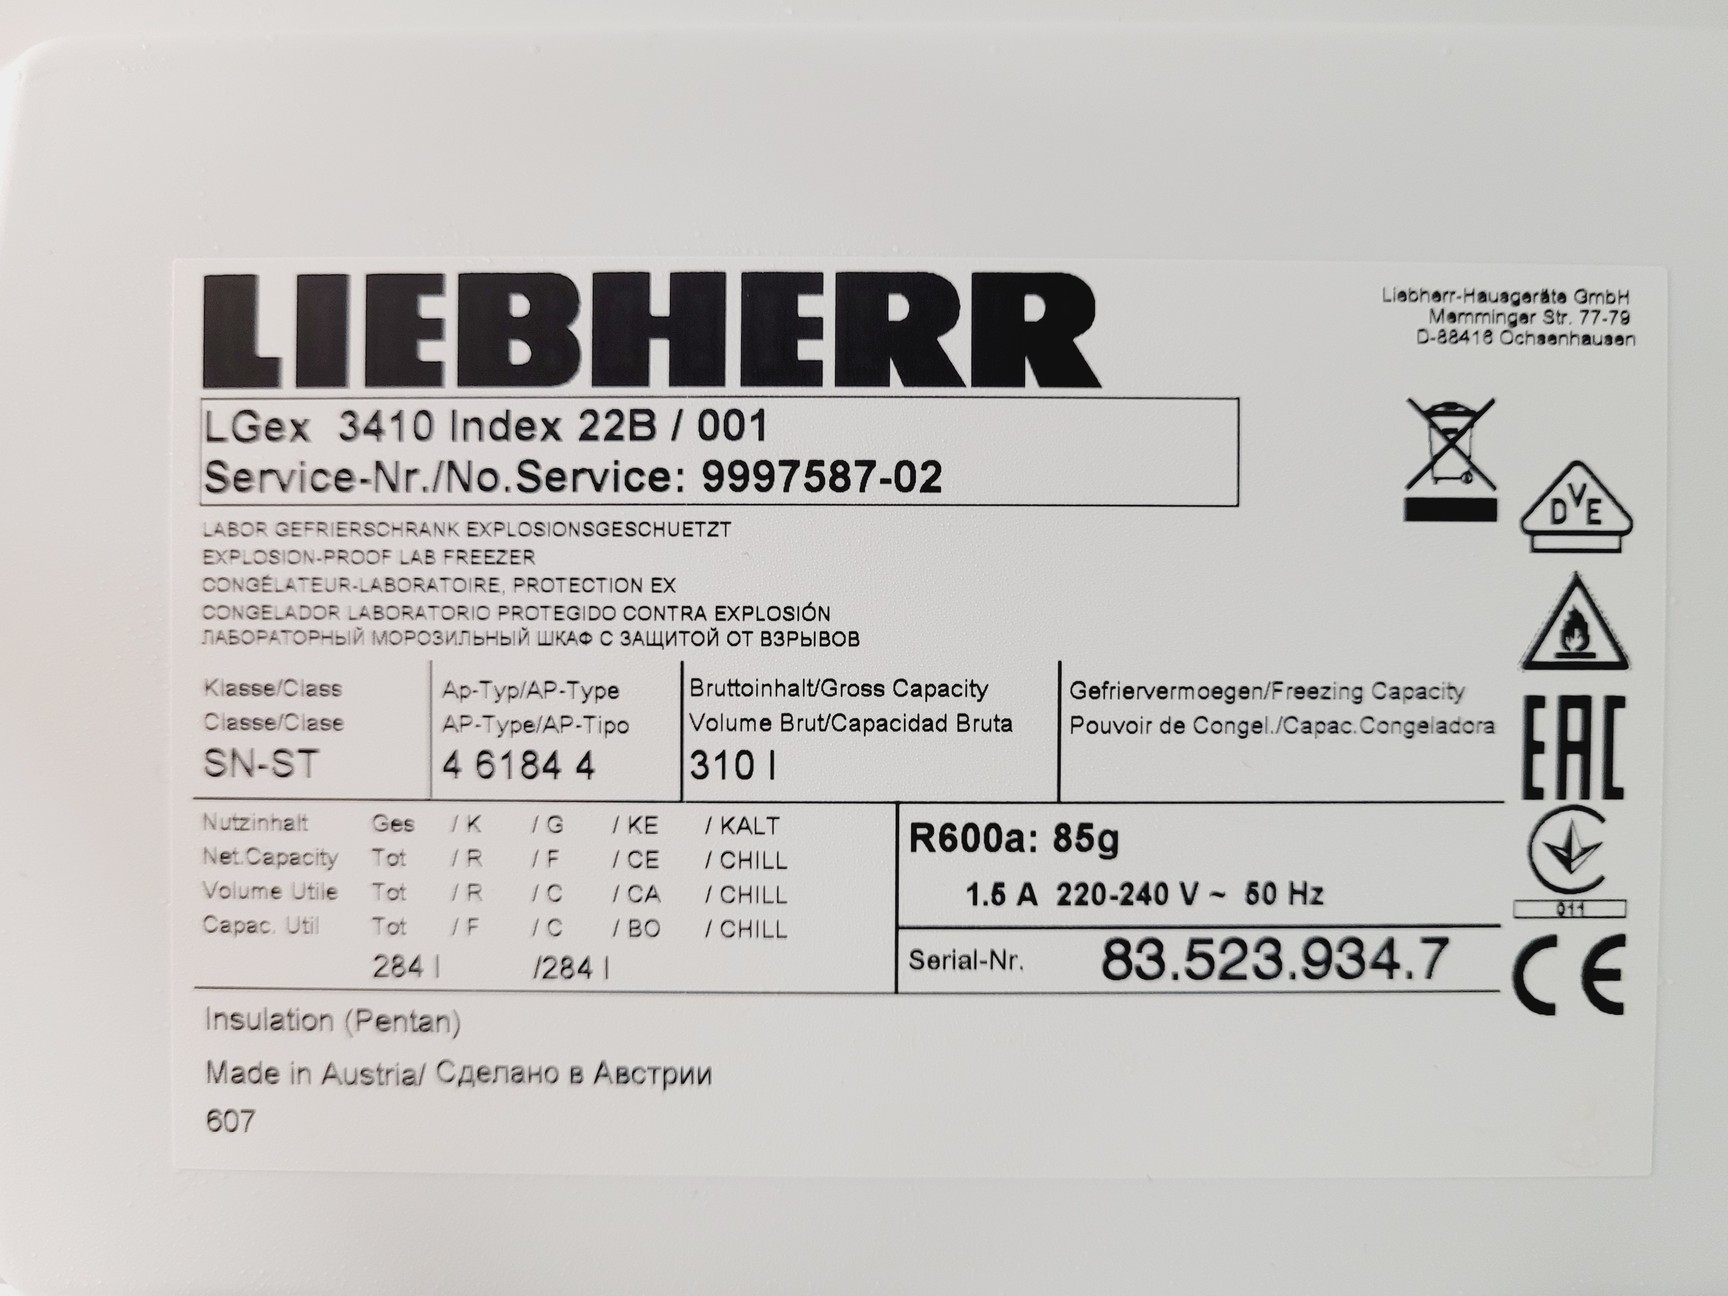 LIEBHERR
Liebherr-Hausgeräte GmbH
Memminger Str. 77-79
D-88416 Ochsenhausen
LGex 3410 Index 22B / 001
Service-Nr./No.Service: 9997587-02
DVE
LABOR GEFRIERSCHRANK EXPLOSIONSGESCHUETZT
EXPLOSION-PROOF LAB FREEZER
CONGÉLATEUR-LABORATOIRE, PROTECTION EX
CONGELADOR LABORATORIO PROTEGIDO CONTRA EXPLOSIÓN
ЛАБОРАТОРНЫЙ МОРОЗИЛЬНЫЙ ШКАФ С ЗАЩИТОЙ ОТ ВЗРЫВОВ
Klasse/Class
Classe/Clase
SN-ST
Ap-Typ/AP-Type
AP-Type/AP-Tipo
4 6184 4
Bruttoinhalt/Gross Capacity
Volume Brut/Capacidad Bruta
310 l
Gefriervermoegen/Freezing Capacity
Pouvoir de Congel./Capac.Congeladora
EAC
Nutzinhalt Ges / K / G / KE / KALT
Net.Capacity Tot / R / F / CE / CHILL
Volume Utile Tot / R / C / CA / CHILL
Capac. Util Tot / F / C / BO / CHILL
284 l /284 l
R600a: 85g
1.5 A 220-240 V ~ 50 Hz
Serial-Nr. 83.523.934.7
011
CE
Insulation (Pentan)
Made in Austria/ Сделано в Австрии
607